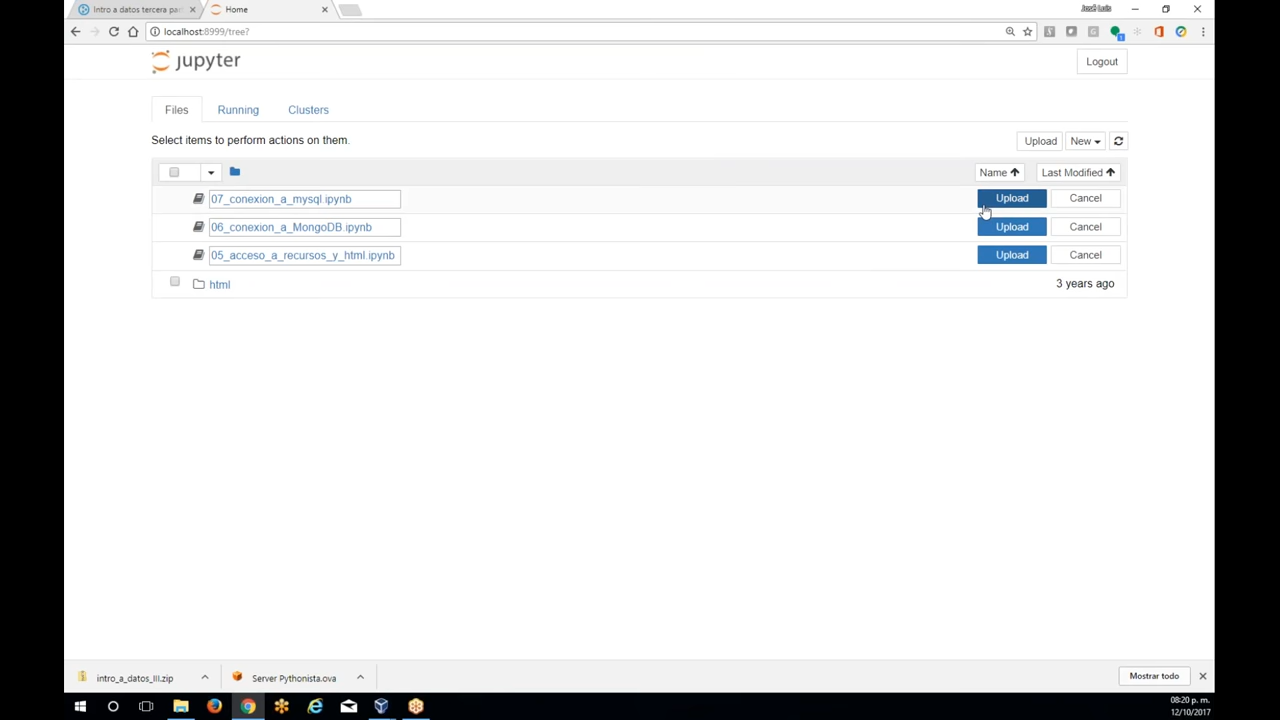 Intro a datos tercera par
Home
José Luis
localhost:8999/tree?
jupyter
Logout
Files
Running
Clusters
Select items to perform actions on them.
Upload
New
Name
Last Modified
07_conexion_a_mysql.ipynb
Upload
Cancel
06_conexion_a_MongoDB.ipynb
Upload
Cancel
05_acceso_a_recursos_y_html.ipynb
Upload
Cancel
html
3 years ago
intro_a_datos_III.zip
Server Pythonista.ova
Mostrar todo
08:20 p. m.
12/10/2017